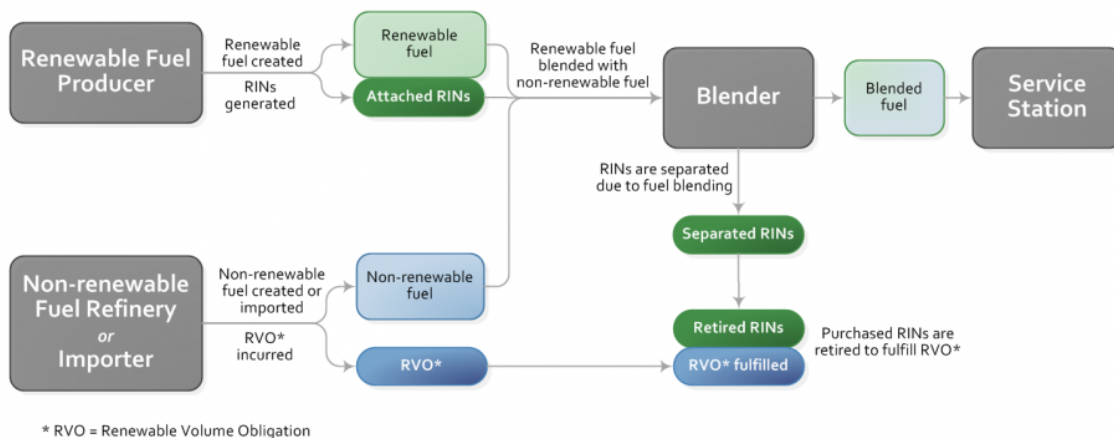 Renewable Fuel
Producer
Renewable
fuel created
RINs
generated
Renewable
fuel
Attached RINs
Renewable fuel
blended with
non-renewable fuel
Blender
Blended
fuel
Service
Station
RINs are separated
due to fuel blending
Separated RINs
Non-renewable
Fuel Refinery
or
Importer
Non-renewable
fuel created or
imported
RVO*
incurred
Non-renewable
fuel
RVO*
Retired RINs
RVO* fulfilled
Purchased RINs are
retired to fulfill RVO*
* RVO = Renewable Volume Obligation